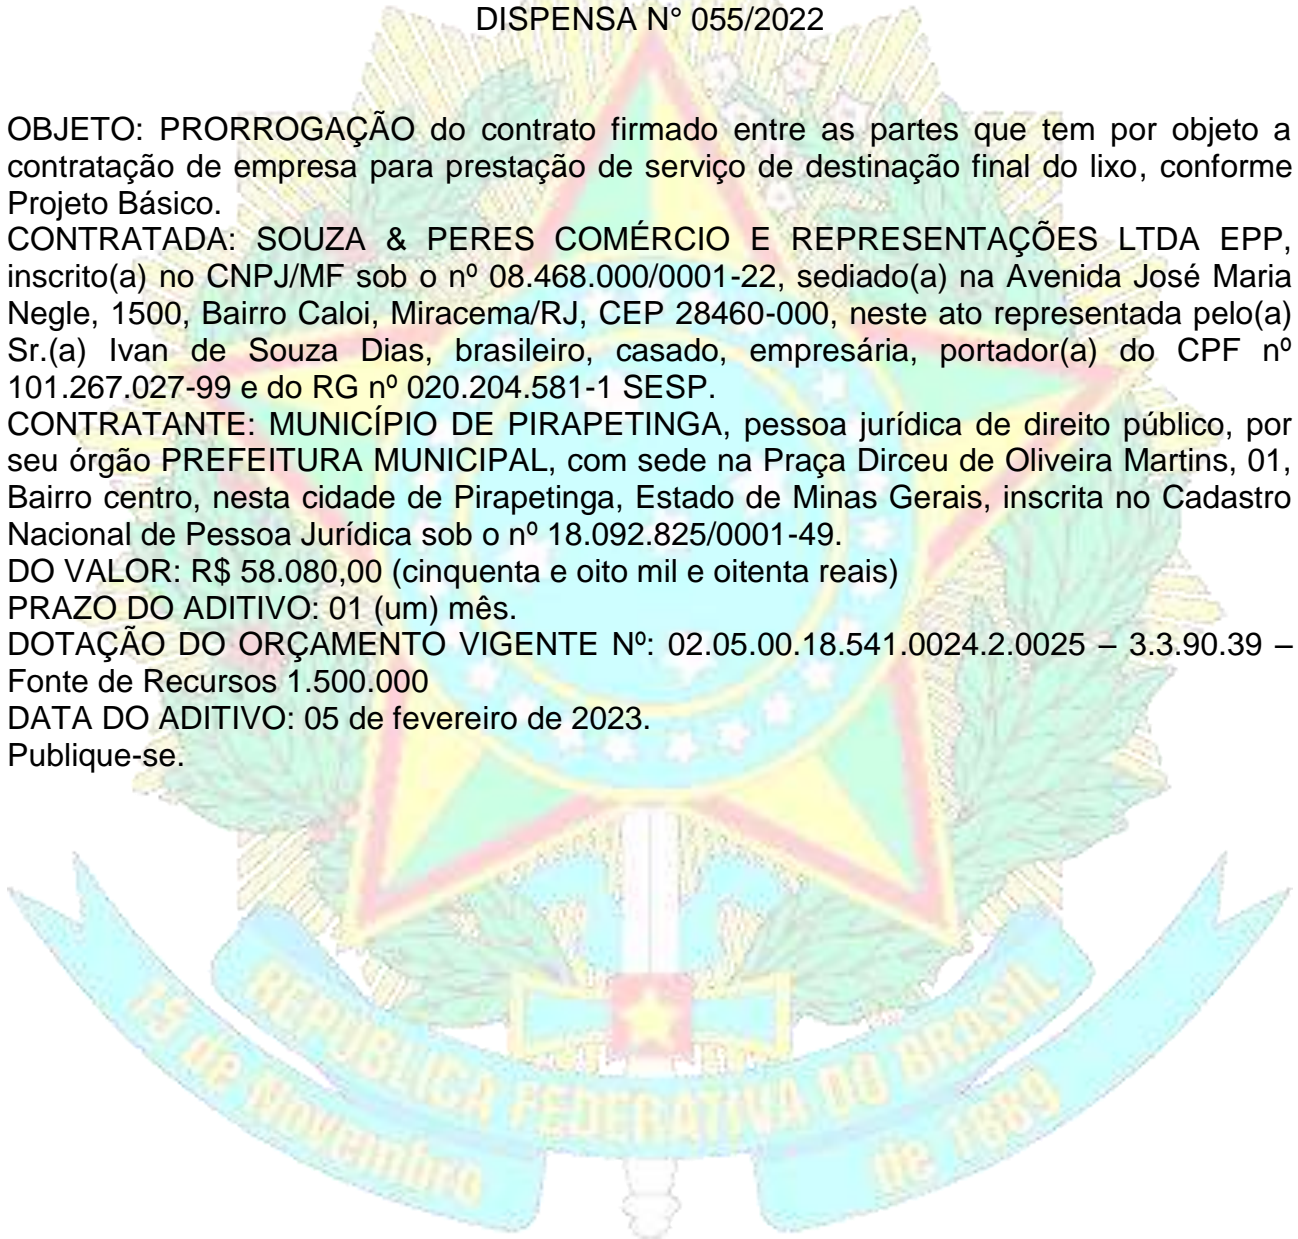 DISPENSA N° 055/2022
OBJETO: PRORROGAÇÃO do contrato firmado entre as partes que tem por objeto a
contratação de empresa para prestação de serviço de destinação final do lixo, conforme
Projeto Básico.
CONTRATADA: SOUZA & PERES COMÉRCIO E REPRESENTAÇÕES LTDA EPP,
inscrito(a) no CNPJ/MF sob o nº 08.468.000/0001-22, sediado(a) na Avenida José Maria
Negle, 1500, Bairro Caloi, Miracema/RJ, CEP 28460-000, neste ato representada pelo(a)
Sr.(a) Ivan de Souza Dias, brasileiro, casado, empresária, portador(a) do CPF nº
101.267.027-99 e do RG nº 020.204.581-1 SESP.
CONTRATANTE: MUNICÍPIO DE PIRAPETINGA, pessoa jurídica de direito público, por
seu órgão PREFEITURA MUNICIPAL, com sede na Praça Dirceu de Oliveira Martins, 01,
Bairro centro, nesta cidade de Pirapetinga, Estado de Minas Gerais, inscrita no Cadastro
Nacional de Pessoa Jurídica sob o nº 18.092.825/0001-49.
DO VALOR: R$ 58.080,00 (cinquenta e oito mil e oitenta reais)
PRAZO DO ADITIVO: 01 (um) mês.
DOTAÇÃO DO ORÇAMENTO VIGENTE Nº: 02.05.00.18.541.0024.2.0025 – 3.3.90.39 –
Fonte de Recursos 1.500.000
DATA DO ADITIVO: 05 de fevereiro de 2023.
Publique-se.
REPÚBLICA FEDERATIVA DO BRASIL
15 de Novembro
de 1889